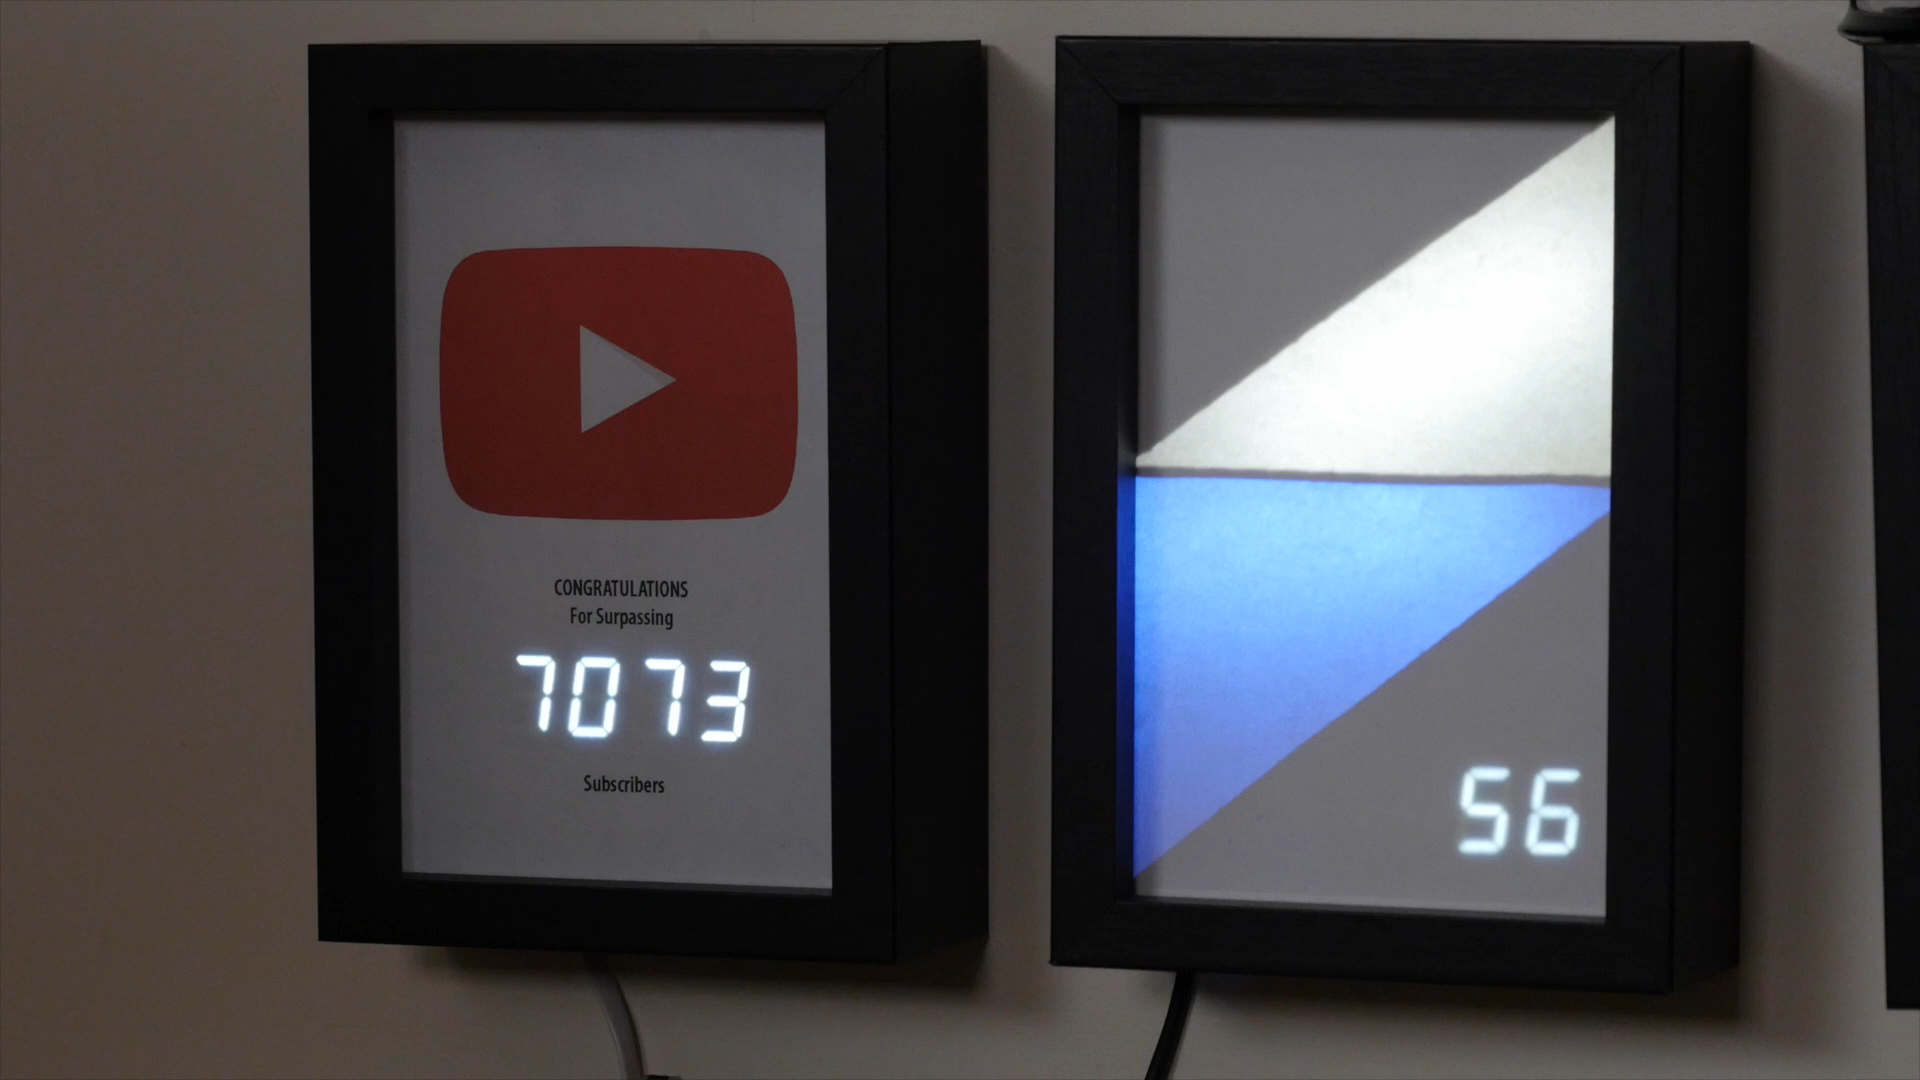 CONGRATULATIONS
For Surpassing
7073
Subscribers
56